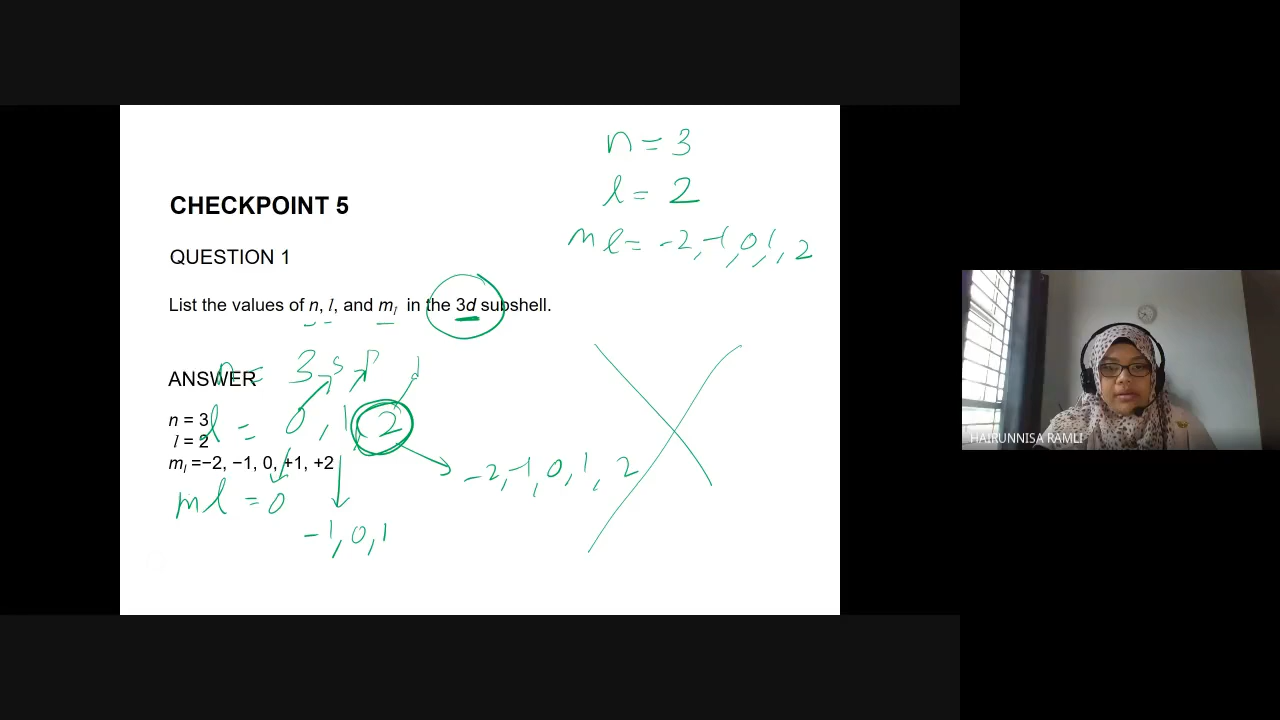 n = 3
l = 2
ml = -2, -1, 0, 1, 2
CHECKPOINT 5
QUESTION 1
List the values of n, l, and mₗ in the 3d subshell.
n = 3 s p d
ANSWER
l = 0, 1, 2
n = 3
l = 2
mₗ =−2, −1, 0, +1, +2
-2, -1, 0, 1, 2
ml = 0
-1, 0, 1
HAIRUNNISA RAMLI